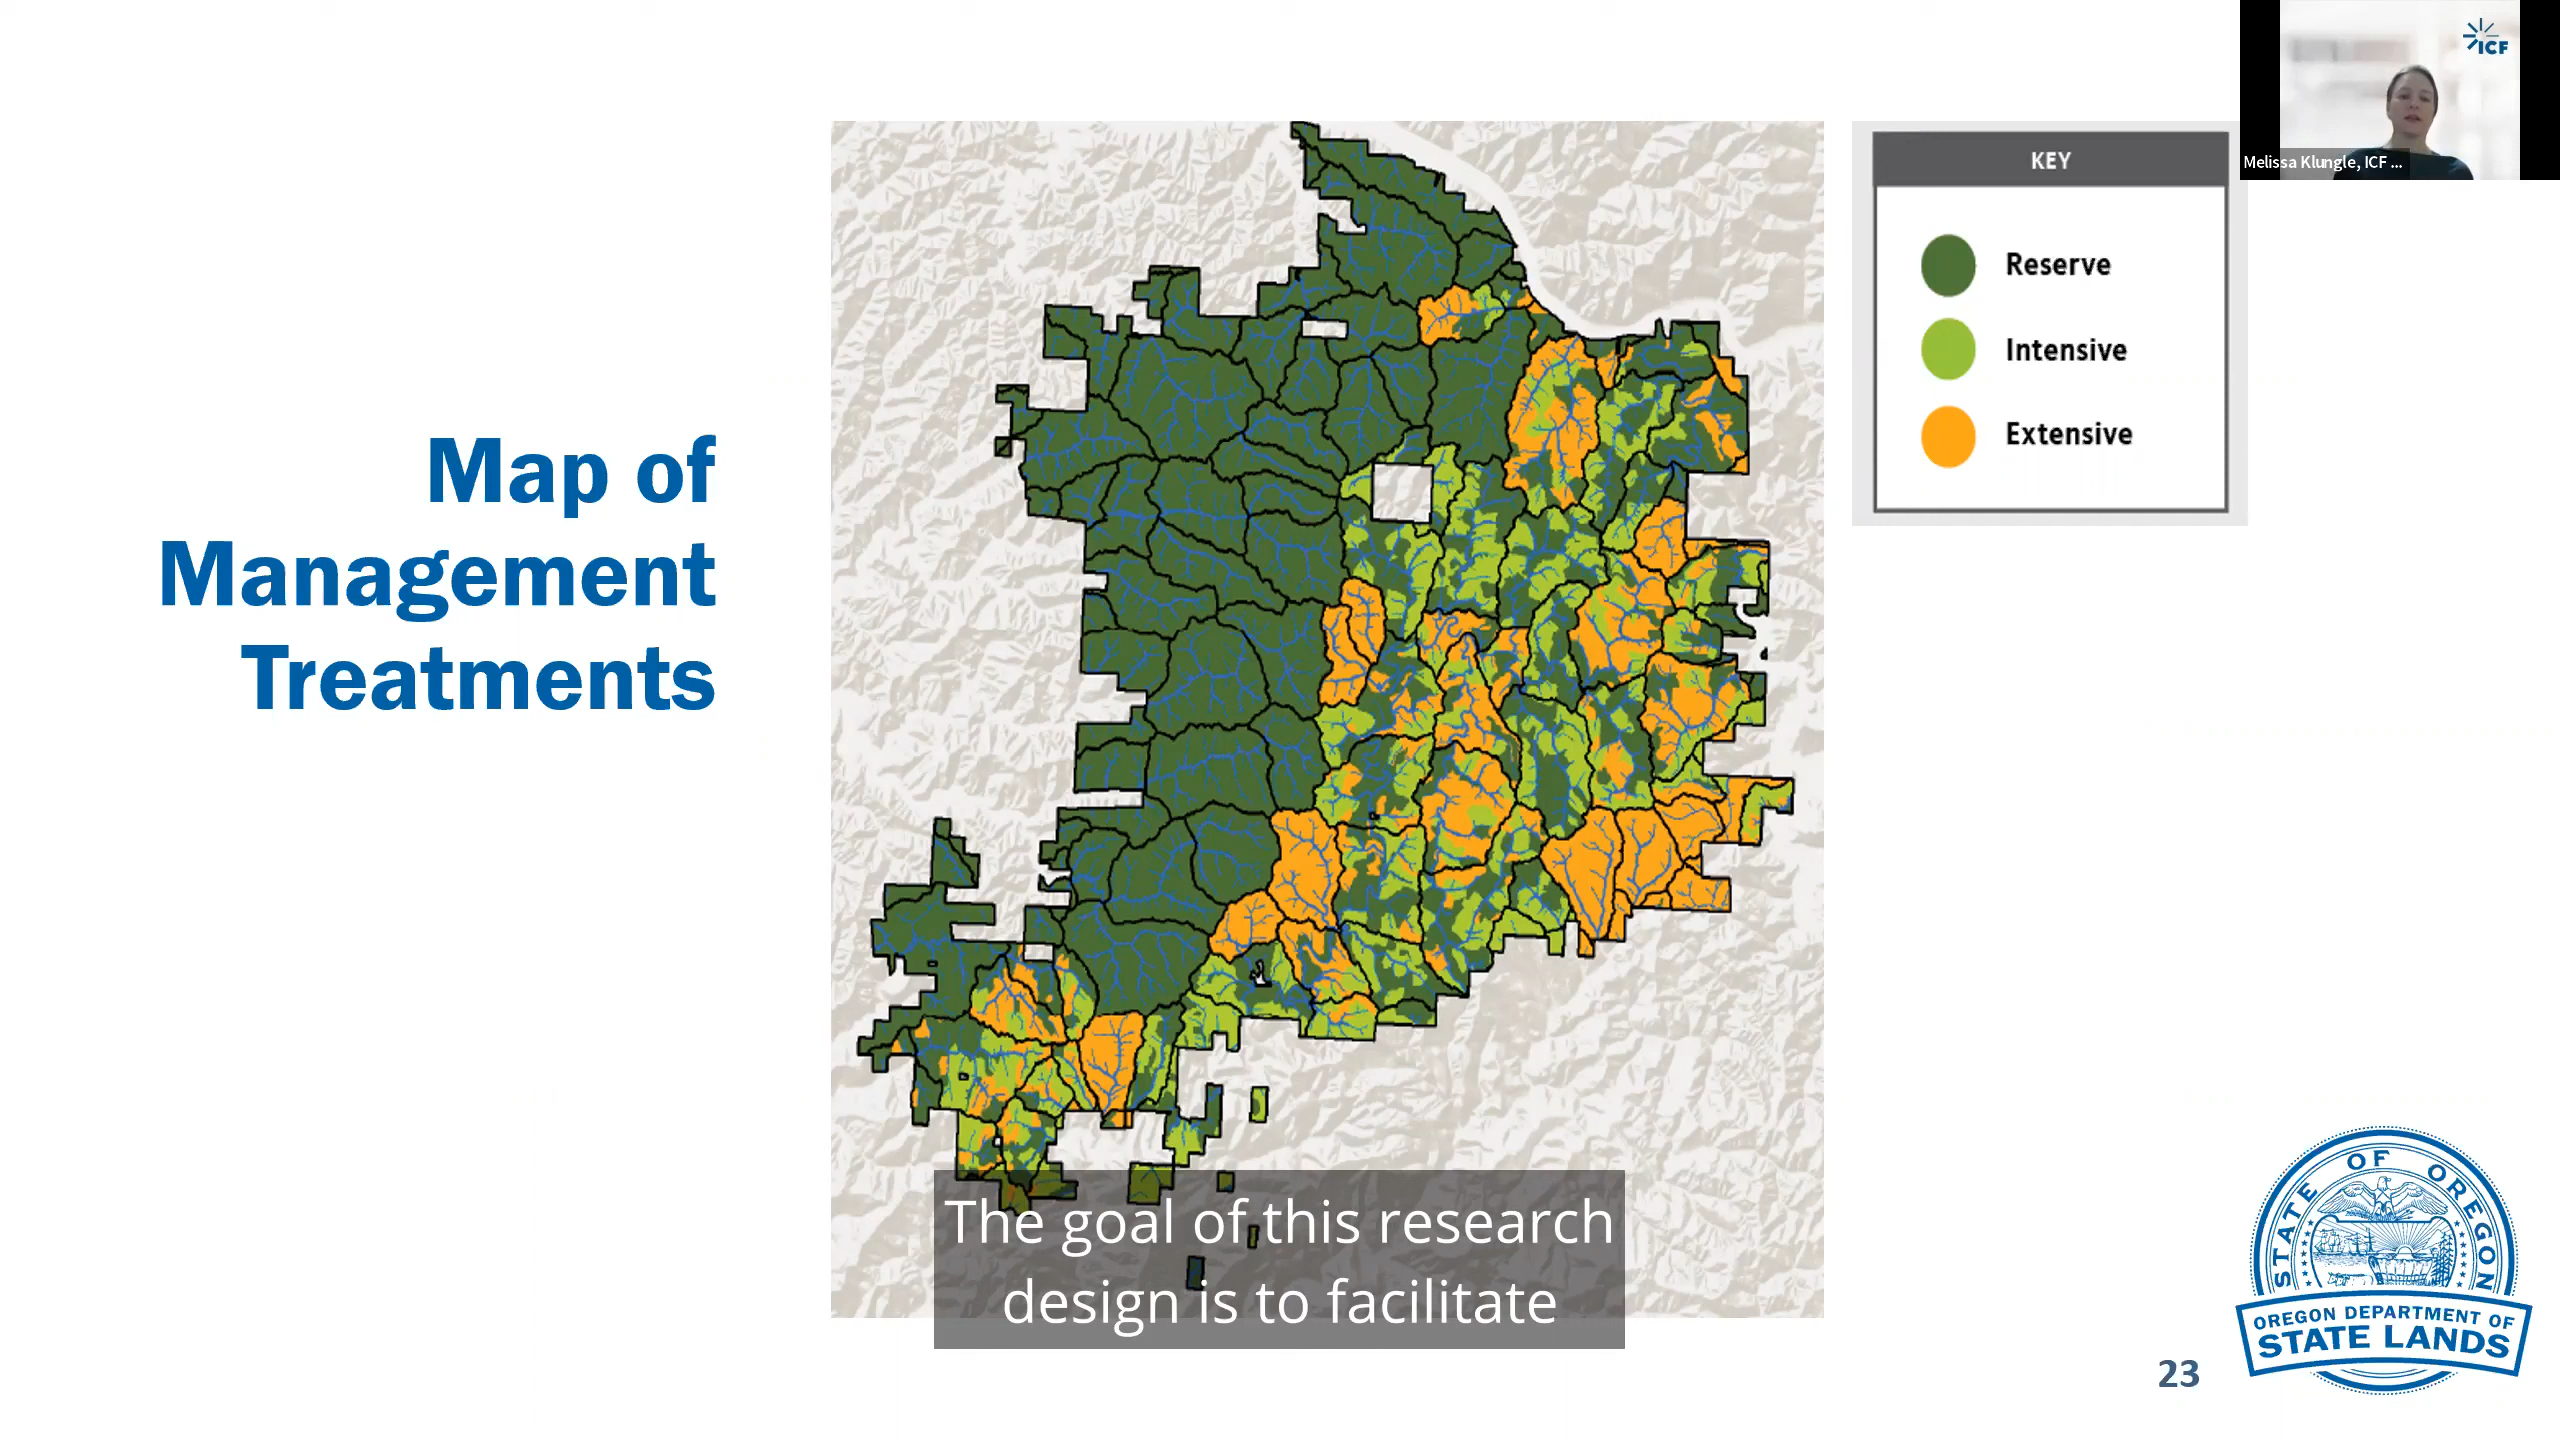 Map of
Management
Treatments
KEY
Reserve
Intensive
Extensive
ICF
Melissa Klungle, ICF ...
The goal of this research
design is to facilitate
23
STATE OF OREGON
OREGON DEPARTMENT OF
STATE LANDS